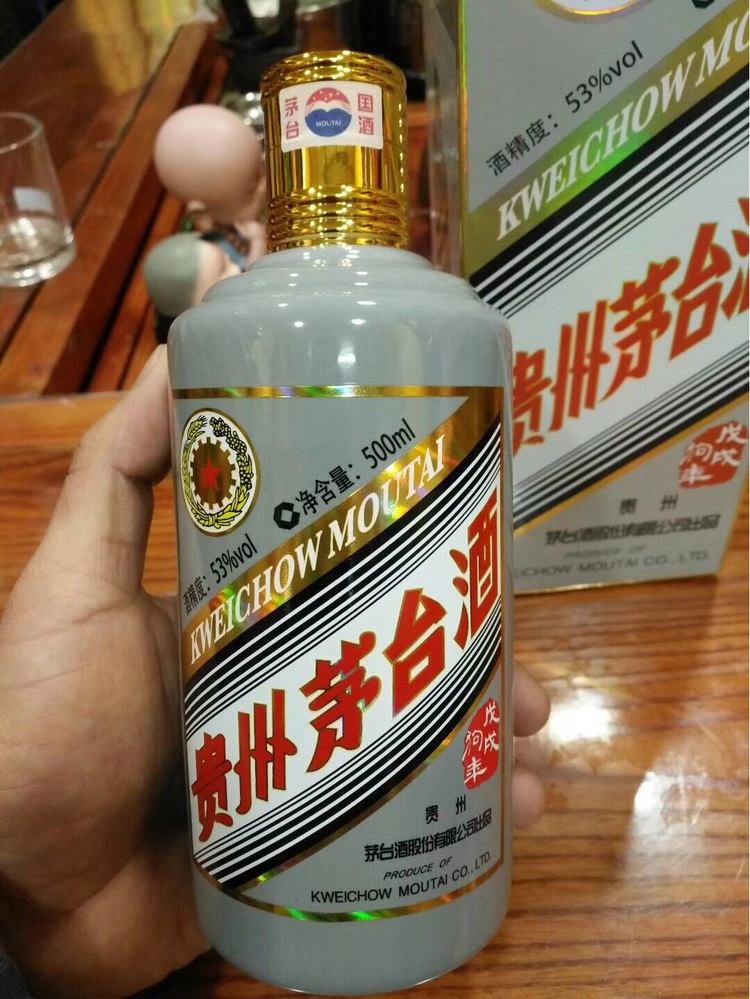 国酒
茅台
MOUTAI
净含量：500ml
酒精度：53%vol
KWEICHOW MOUTAI
贵州茅台酒
戊戌
狗年
贵州
茅台酒股份有限公司出品
PRODUCE OF
KWEICHOW MOUTAI CO., LTD.
酒精度：53%vol
KWEICHOW MO
贵州茅台酒
戊戌
狗年
贵州
茅台酒股份有限公司出品
PRODUCE OF
EICHOW MOUTAI CO., LTD.